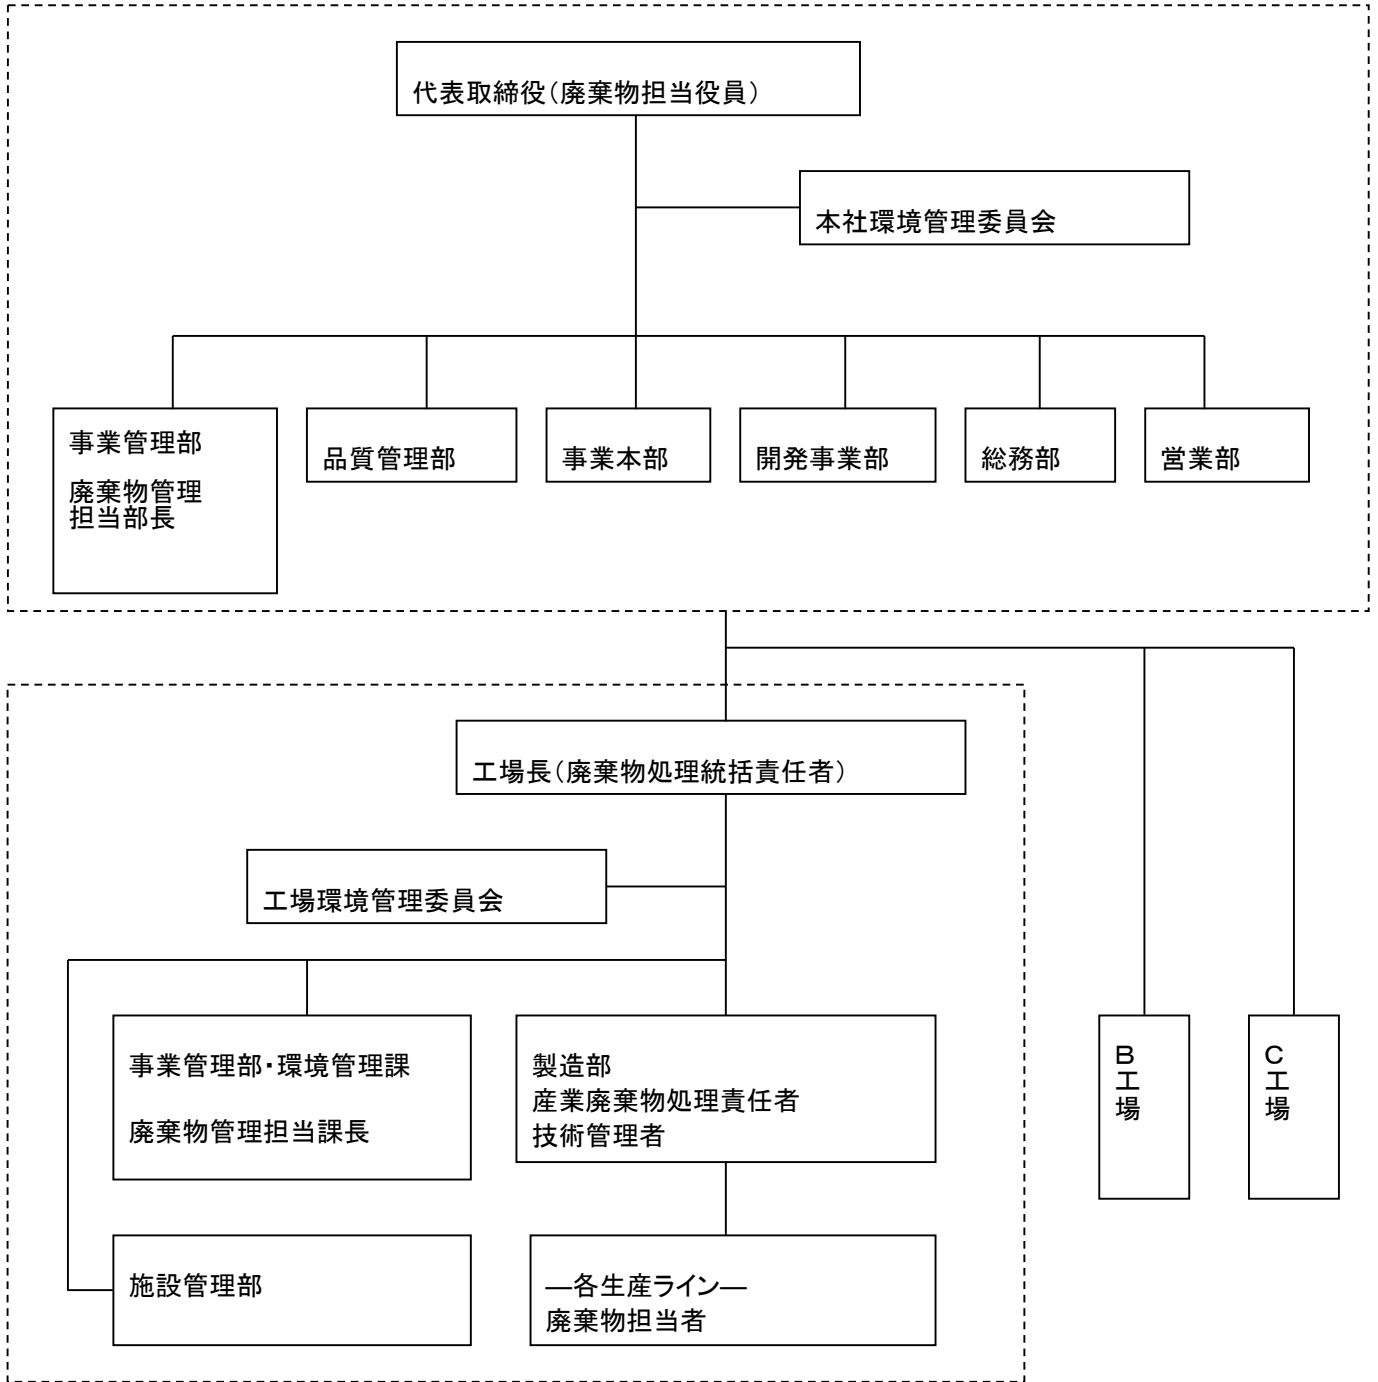 代表取締役（廃棄物担当役員）
本社環境管理委員会
事業管理部
廃棄物管理
担当部長
品質管理部
事業本部
開発事業部
総務部
営業部
工場長（廃棄物処理統括責任者）
工場環境管理委員会
事業管理部・環境管理課
廃棄物管理担当課長
製造部
産業廃棄物処理責任者
技術管理者
施設管理部
―各生産ライン―
廃棄物担当者
Ｂ工場
Ｃ工場